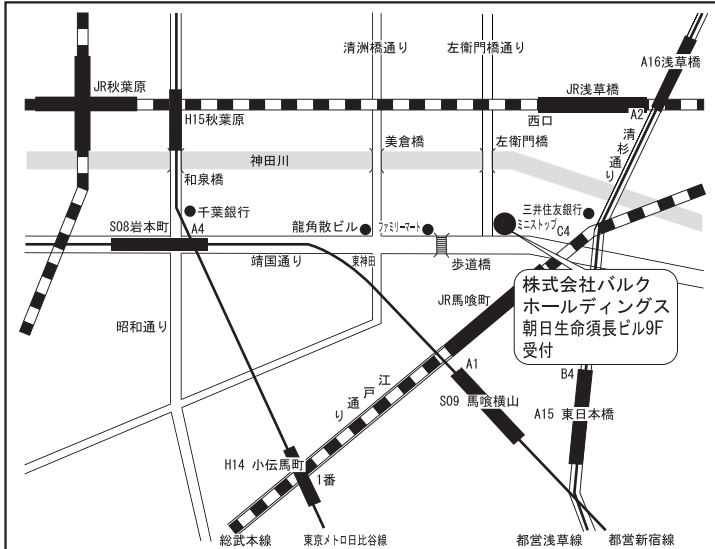 清洲橋通り
左衛門橋通り
A16浅草橋
JR秋葉原
JR浅草橋
A2
H15秋葉原
西口
清杉通り
美倉橋
左衛門橋
神田川
和泉橋
千葉銀行
三井住友銀行
S08岩本町
A4
龍角散ビル
ファミリーマート
ミニストップ
C4
靖国通り
東神田
歩道橋
株式会社バルク
ホールディングス
朝日生命須長ビル9F
受付
JR馬喰町
昭和通り
A1
B4
江戸通り
S09 馬喰横山
A15 東日本橋
H14 小伝馬町
1番
総武本線
東京メトロ日比谷線
都営浅草線
都営新宿線